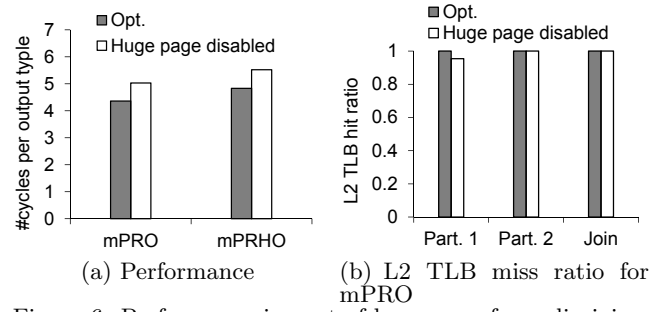 Opt.
Huge page disabled
#cycles per output typle
7
6
5
4
3
2
1
0
mPRO
mPRHO
(a) Performance
Opt.
Huge page disabled
L2 TLB hit ratio
1
0.8
0.6
0.4
0.2
0
Part. 1
Part. 2
Join
(b) L2 TLB miss ratio for
mPRO